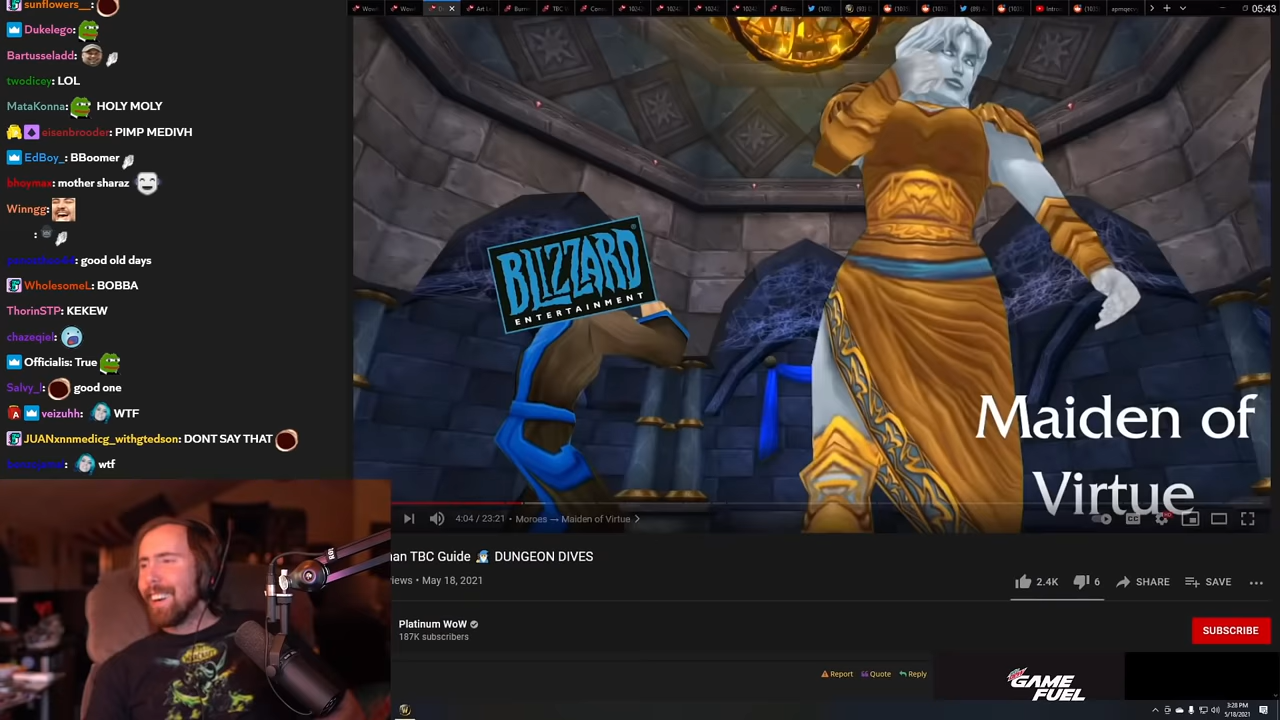 sunflowers__:
Dukelego:
Bartusseladd:
twodicey: LOL
MataKonna: HOLY MOLY
eisenbrooder: PIMP MEDIVH
EdBoy_: BBoomer
bhoymax: mother sharaz
Winngg:
:
good old days
WholesomeL: BOBBA
ThorinSTP: KEKEW
chazeqiel:
Officialis: True
Salvy_I: good one
veizuhh: WTF
JUANxnnmedicg_withgtedson: DONT SAY THAT
wtf
05:43
BLIZZARD
ENTERTAINMENT
Maiden of
Virtue
4:04 / 23:21 • Moroes → Maiden of Virtue
an TBC Guide DUNGEON DIVES
iews • May 18, 2021
2.4K 6 SHARE SAVE
Platinum WoW
187K subscribers
SUBSCRIBE
Report Quote Reply
GAME
FUEL
3:28 PM
5/18/2021